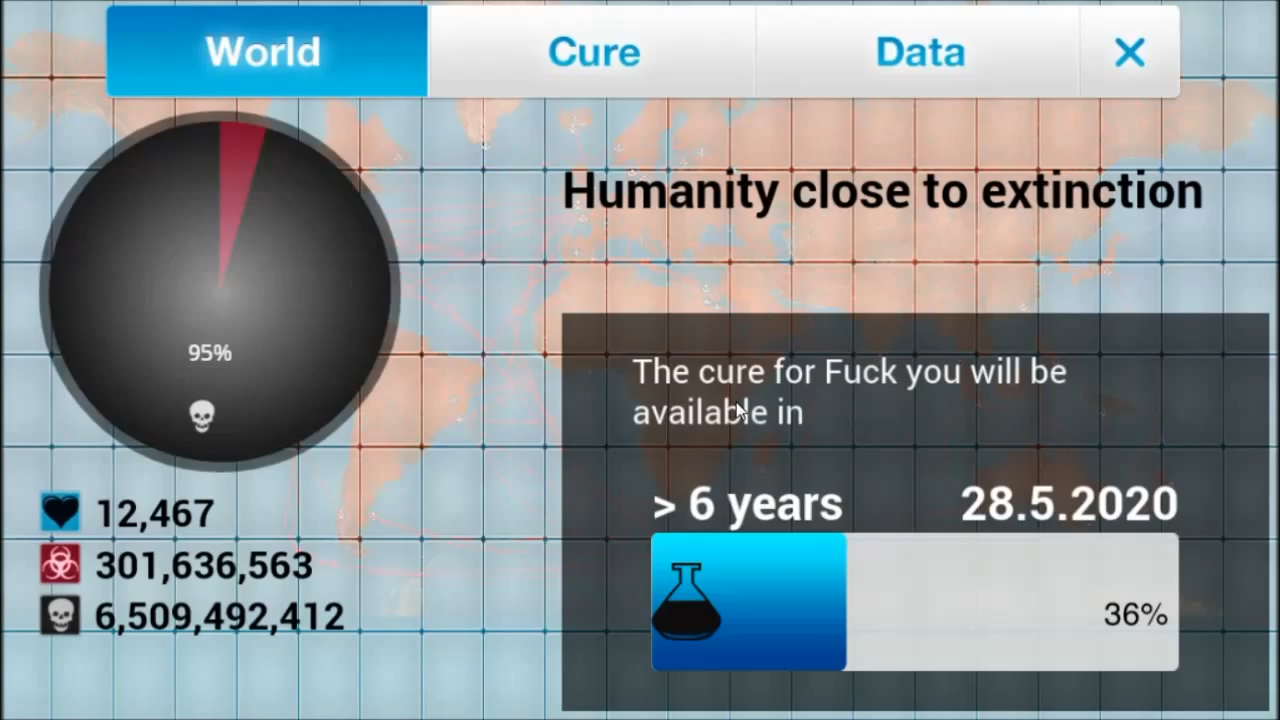 World
Cure
Data
×
95%
Humanity close to extinction
The cure for Fuck you will be
available in
> 6 years
28.5.2020
36%
12,467
301,636,563
6,509,492,412